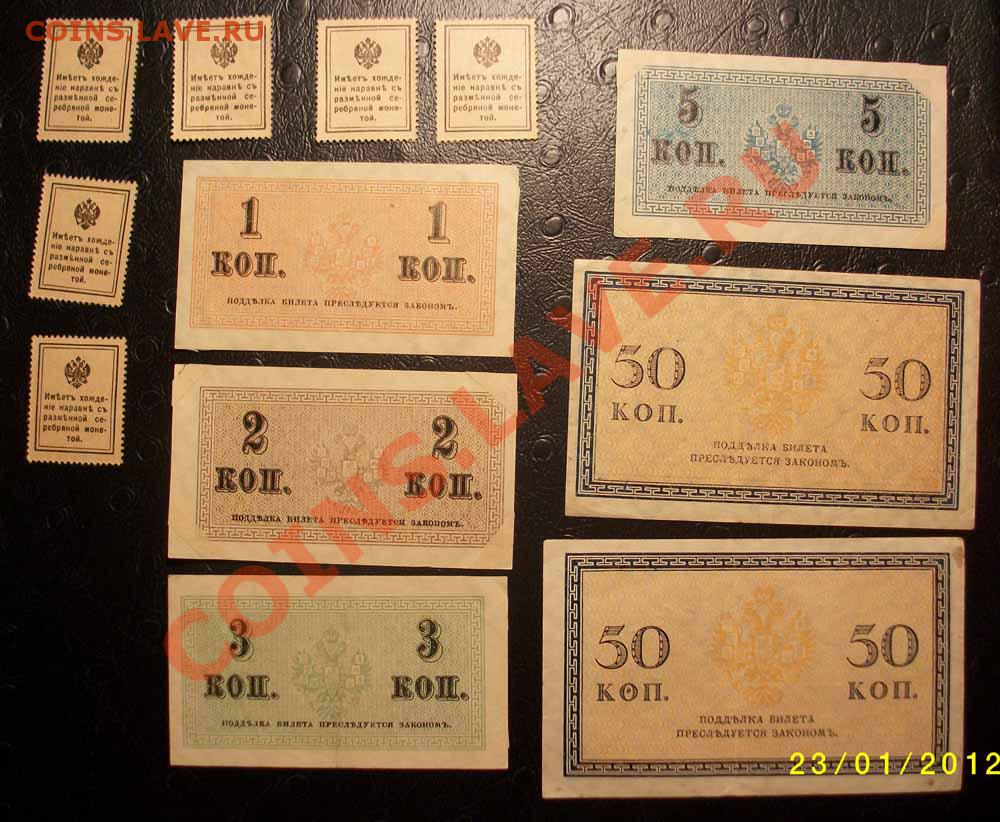 COINS.LAVE.RU
Имѣетъ хожде-
ніе наравнѣ съ
размѣнной се-
ребряной моне-
той.
Имѣетъ хожде-
ніе наравнѣ съ
размѣнной се-
ребряной моне-
той.
Имѣетъ хожде-
ніе наравнѣ съ
размѣнной се-
ребряной моне-
той.
Имѣетъ хожде-
ніе наравнѣ съ
размѣнной се-
ребряной моне-
той.
5 5
КОП. КОП.
ПОДДѢЛКА БИЛЕТА ПРЕСЛѢДУЕТСЯ ЗАКОНОМЪ.
Имѣетъ хожде-
ніе наравнѣ съ
размѣнной се-
ребряной моне-
той.
1 1
КОП. КОП.
ПОДДѢЛКА БИЛЕТА ПРЕСЛѢДУЕТСЯ ЗАКОНОМЪ.
50 50
КОП. КОП.
ПОДДѢЛКА БИЛЕТА
ПРЕСЛѢДУЕТСЯ ЗАКОНОМЪ.
Имѣетъ хожде-
ніе наравнѣ съ
размѣнной се-
ребряной моне-
той.
2 2
КОП. КОП.
ПОДДѢЛКА БИЛЕТА ПРЕСЛѢДУЕТСЯ ЗАКОНОМЪ.
3 3
КОП. КОП.
ПОДДѢЛКА БИЛЕТА ПРЕСЛѢДУЕТСЯ ЗАКОНОМЪ.
50 50
КОП. КОП.
ПОДДѢЛКА БИЛЕТА
ПРЕСЛѢДУЕТСЯ ЗАКОНОМЪ.
COINS.LAVE.RU
23/01/2012